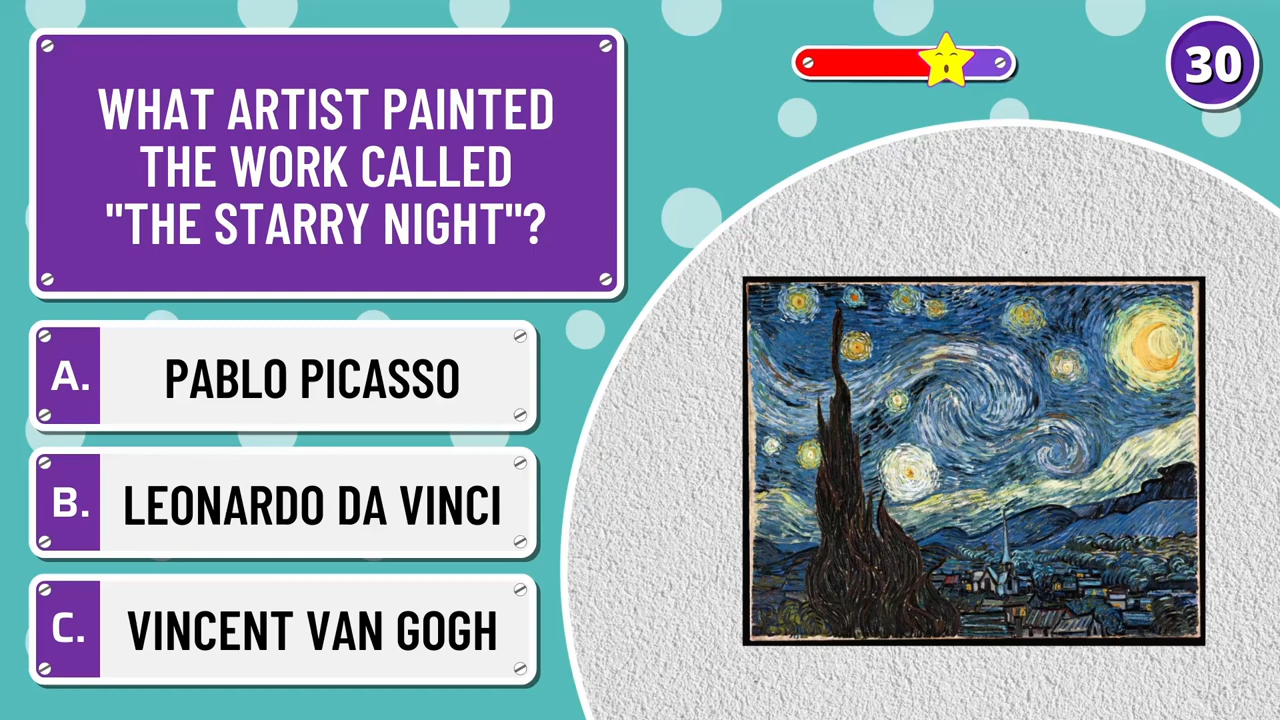 WHAT ARTIST PAINTED
THE WORK CALLED
"THE STARRY NIGHT"?
30
A. PABLO PICASSO
B. LEONARDO DA VINCI
C. VINCENT VAN GOGH